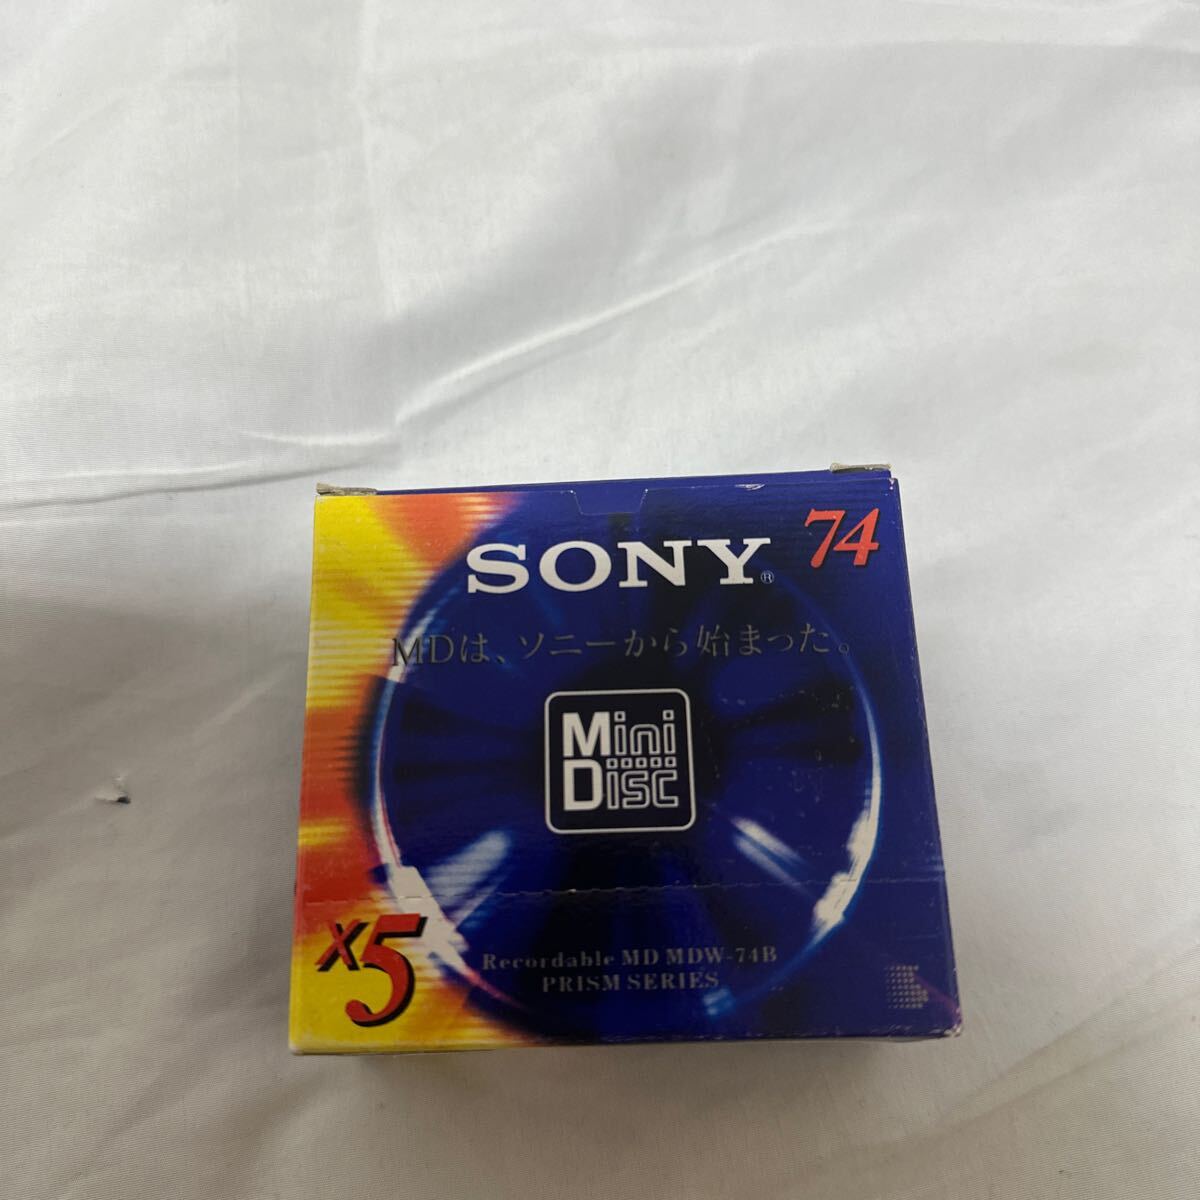 SONY® 74
MDは、ソニーから始まった。
Mini
Disc
x5
Recordable MD MDW-74B
PRISM SERIES